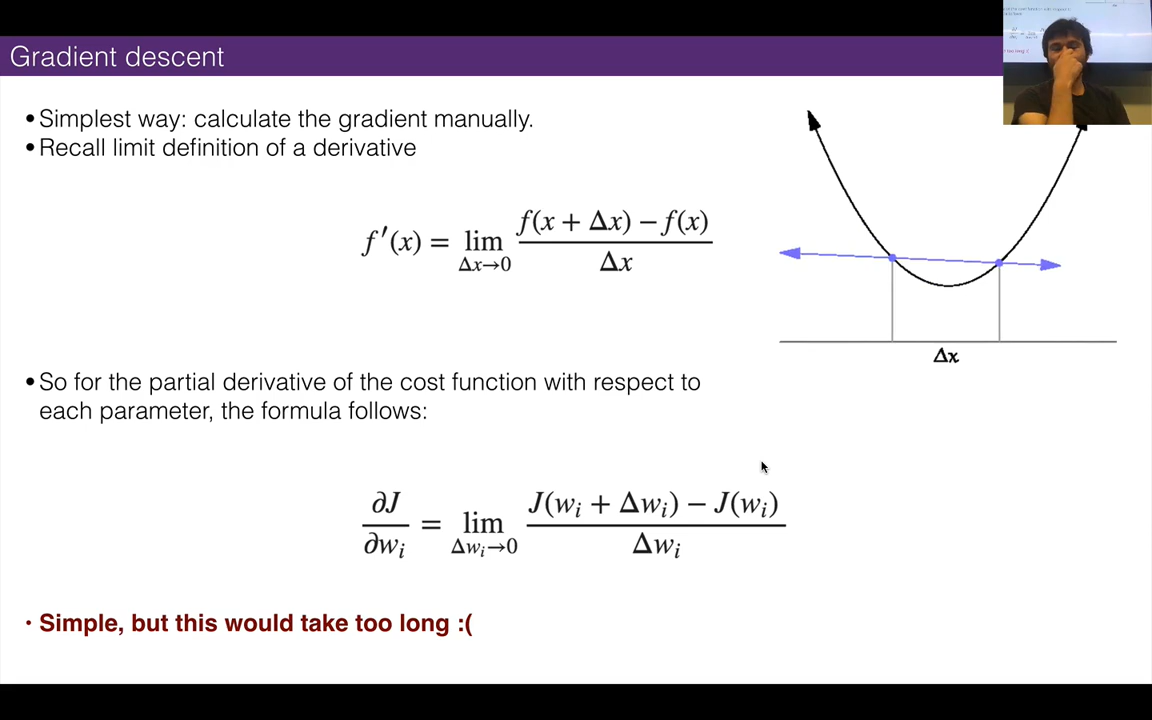 Gradient descent
•Simplest way: calculate the gradient manually.
•Recall limit definition of a derivative
f′(x) = lim Δx→0 f(x + Δx) − f(x) / Δx
Δx
•So for the partial derivative of the cost function with respect to
each parameter, the formula follows:
∂J/∂wᵢ = lim Δwᵢ→0 J(wᵢ + Δwᵢ) − J(wᵢ) / Δwᵢ
• Simple, but this would take too long :(